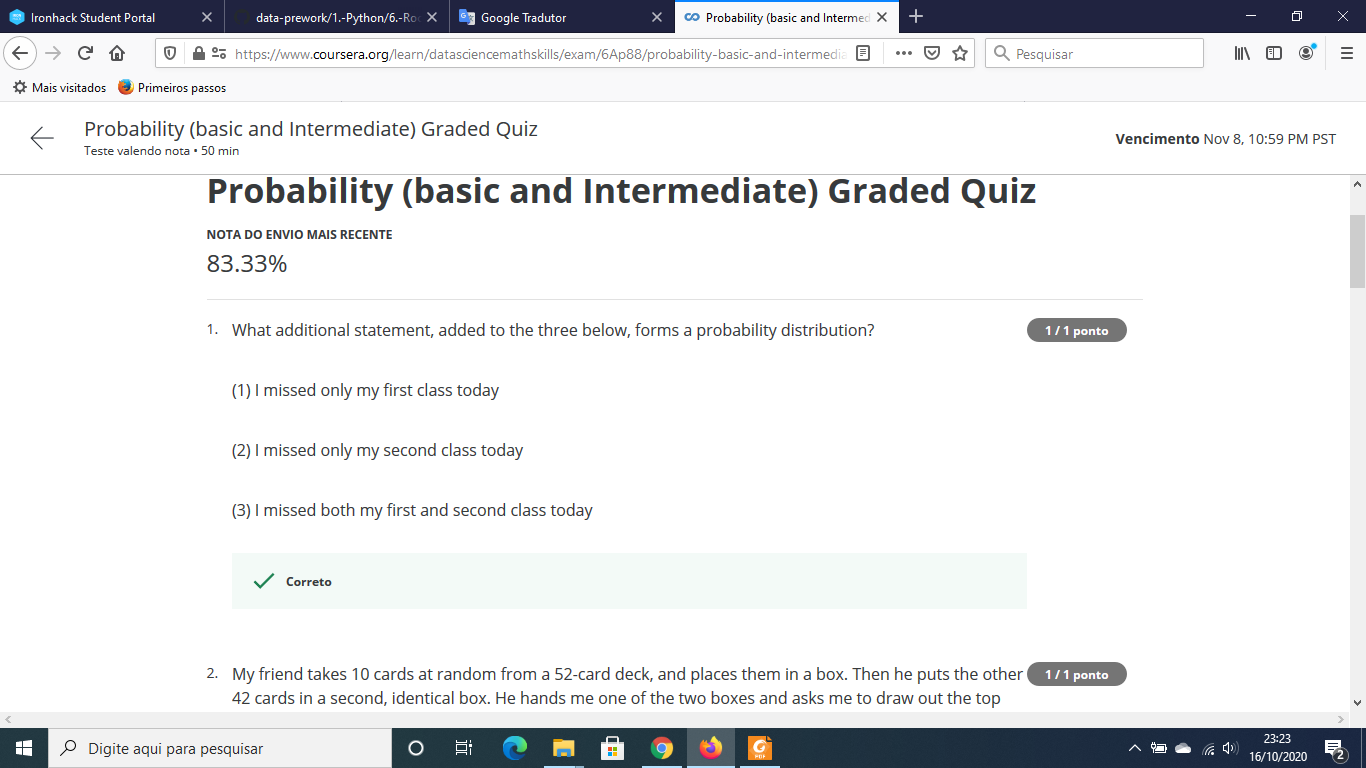 Ironhack Student Portal
data-prework/1.-Python/6.-Ro
Google Tradutor
Probability (basic and Intermed
https://www.coursera.org/learn/datasciencemathskills/exam/6Ap88/probability-basic-and-intermedia
Pesquisar
Mais visitados
Primeiros passos
Probability (basic and Intermediate) Graded Quiz
Teste valendo nota • 50 min
Vencimento Nov 8, 10:59 PM PST
Probability (basic and Intermediate) Graded Quiz
NOTA DO ENVIO MAIS RECENTE
83.33%
1. What additional statement, added to the three below, forms a probability distribution?
1 / 1 ponto
(1) I missed only my first class today
(2) I missed only my second class today
(3) I missed both my first and second class today
Correto
2. My friend takes 10 cards at random from a 52-card deck, and places them in a box. Then he puts the other
1 / 1 ponto
42 cards in a second, identical box. He hands me one of the two boxes and asks me to draw out the top
Digite aqui para pesquisar
G
PDF
23:23
16/10/2020
2